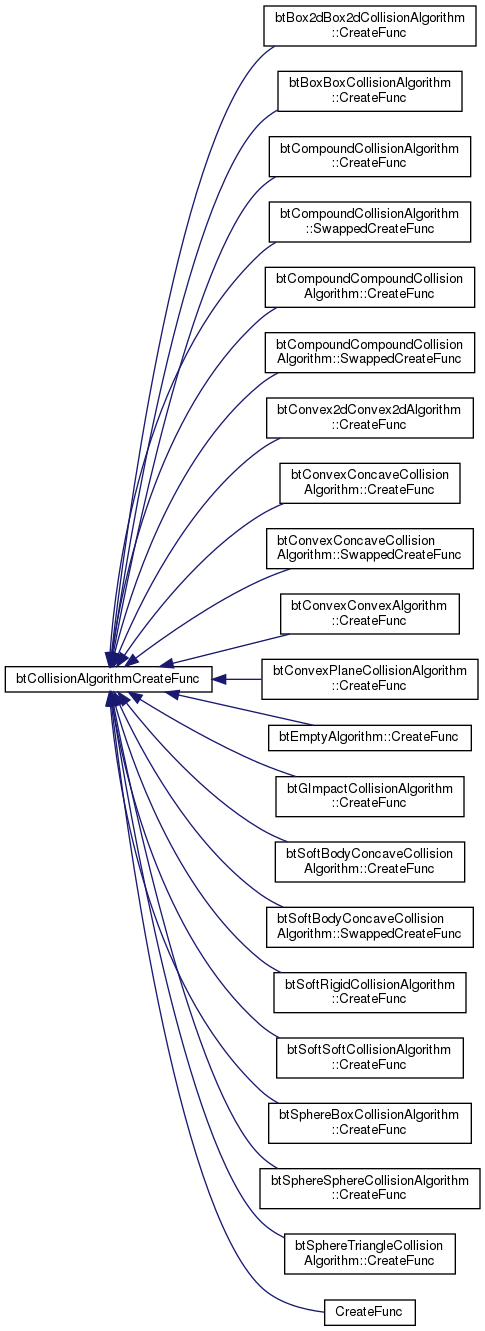 btBox2dBox2dCollisionAlgorithm
::CreateFunc
btBoxBoxCollisionAlgorithm
::CreateFunc
btCompoundCollisionAlgorithm
::CreateFunc
btCompoundCollisionAlgorithm
::SwappedCreateFunc
btCompoundCompoundCollision
Algorithm::CreateFunc
btCompoundCompoundCollision
Algorithm::SwappedCreateFunc
btConvex2dConvex2dAlgorithm
::CreateFunc
btConvexConcaveCollision
Algorithm::CreateFunc
btConvexConcaveCollision
Algorithm::SwappedCreateFunc
btConvexConvexAlgorithm
::CreateFunc
btCollisionAlgorithmCreateFunc
btConvexPlaneCollisionAlgorithm
::CreateFunc
btEmptyAlgorithm::CreateFunc
btGImpactCollisionAlgorithm
::CreateFunc
btSoftBodyConcaveCollision
Algorithm::CreateFunc
btSoftBodyConcaveCollision
Algorithm::SwappedCreateFunc
btSoftRigidCollisionAlgorithm
::CreateFunc
btSoftSoftCollisionAlgorithm
::CreateFunc
btSphereBoxCollisionAlgorithm
::CreateFunc
btSphereSphereCollisionAlgorithm
::CreateFunc
btSphereTriangleCollision
Algorithm::CreateFunc
CreateFunc